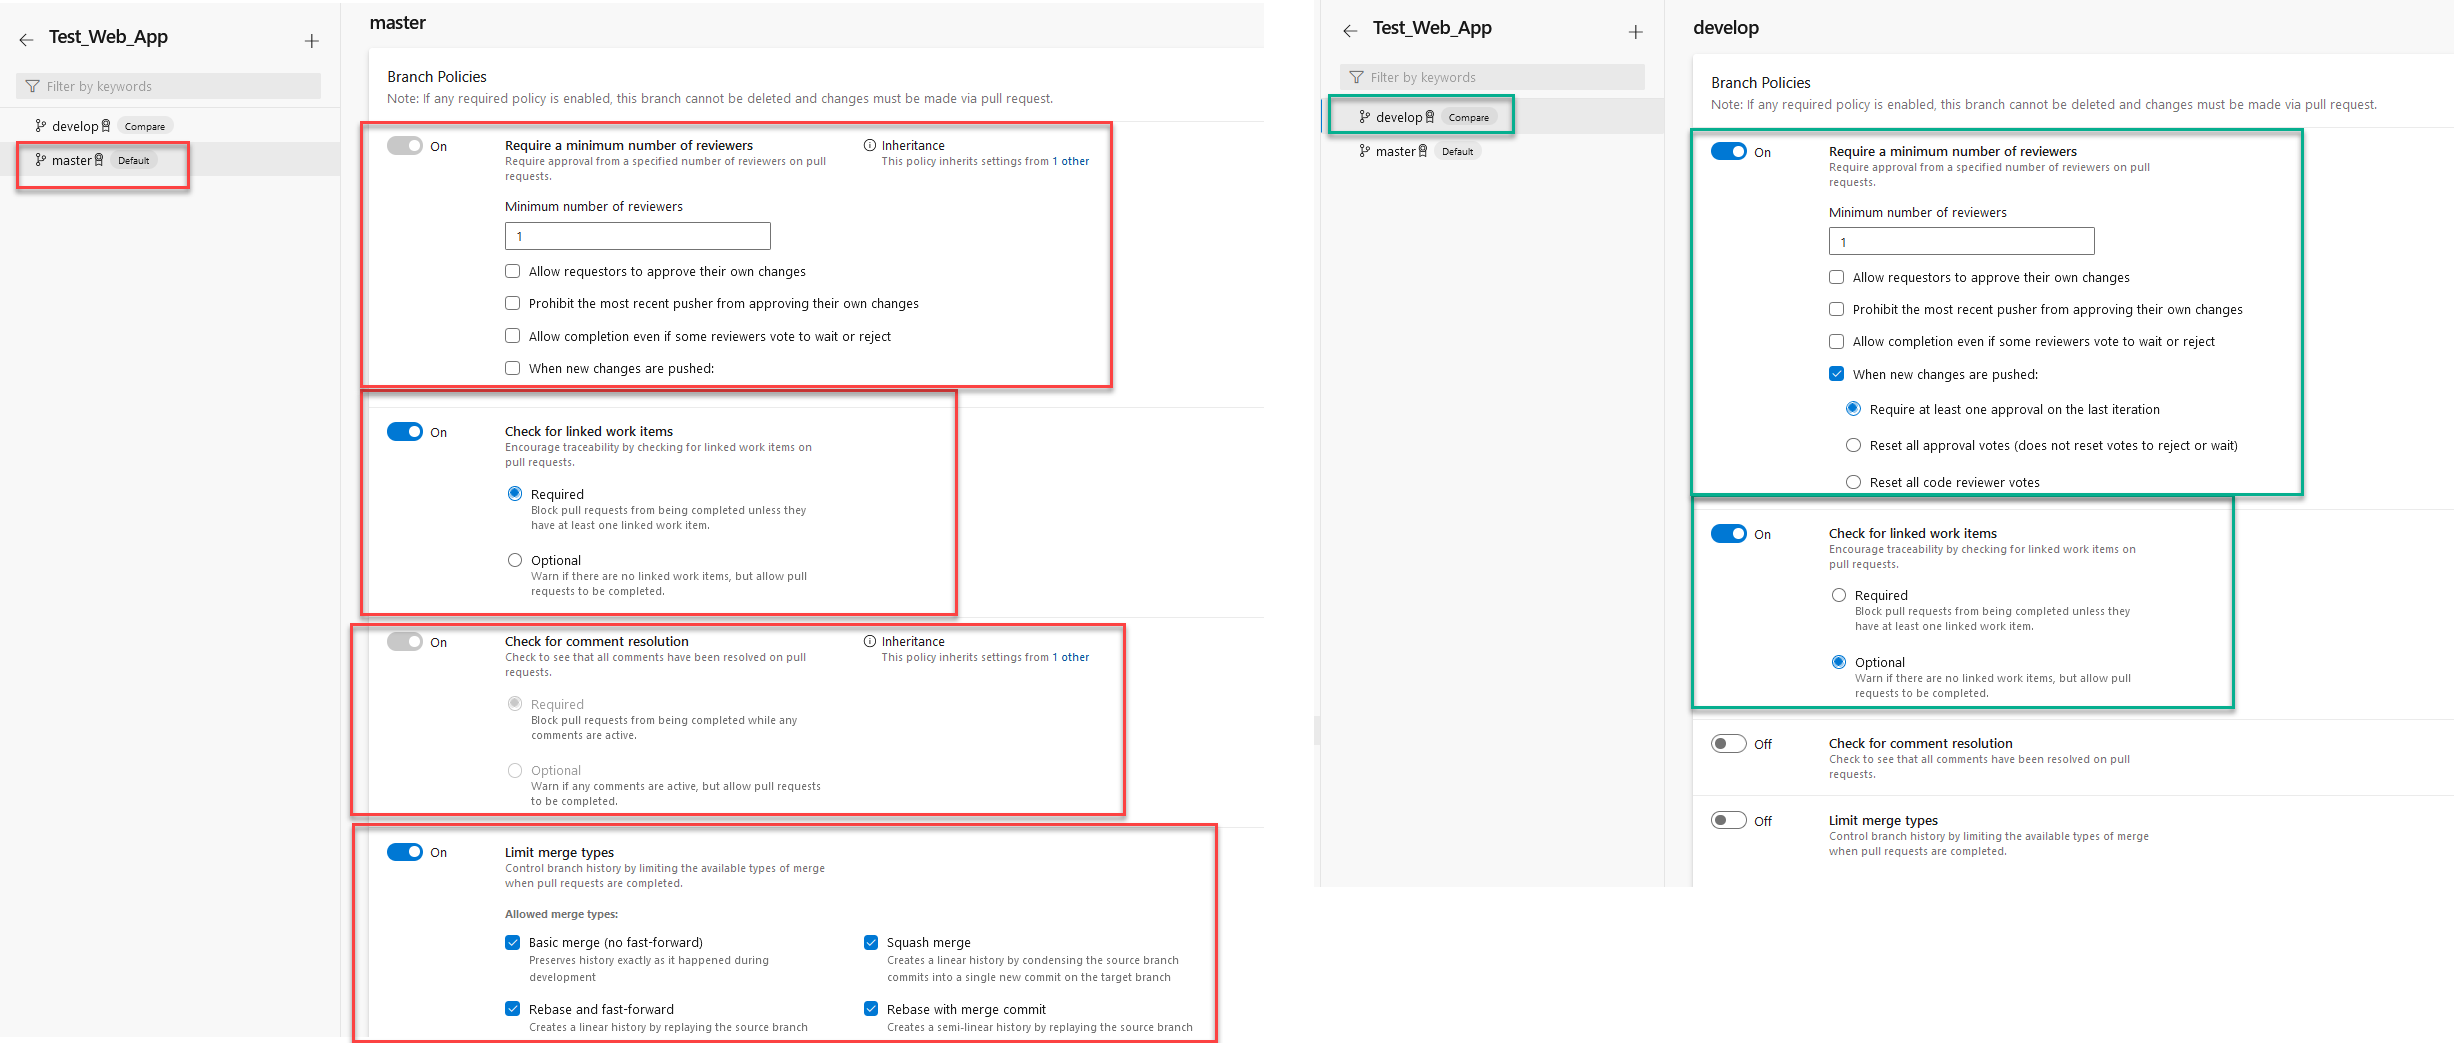 Test_Web_App
Filter by keywords
develop Compare
master Default
master
Branch Policies
Note: If any required policy is enabled, this branch cannot be deleted and changes must be made via pull request.
On
Require a minimum number of reviewers
Require approval from a specified number of reviewers on pull
requests.
Inheritance
This policy inherits settings from 1 other
Minimum number of reviewers
1
Allow requestors to approve their own changes
Prohibit the most recent pusher from approving their own changes
Allow completion even if some reviewers vote to wait or reject
When new changes are pushed:
On
Check for linked work items
Encourage traceability by checking for linked work items on
pull requests.
Required
Block pull requests from being completed unless they
have at least one linked work item.
Optional
Warn if there are no linked work items, but allow pull
requests to be completed.
On
Check for comment resolution
Check to see that all comments have been resolved on pull
requests.
Inheritance
This policy inherits settings from 1 other
Required
Block pull requests from being completed while any
comments are active.
Optional
Warn if any comments are active, but allow pull requests
to be completed.
On
Limit merge types
Control branch history by limiting the available types of merge
when pull requests are completed.
Allowed merge types:
Basic merge (no fast-forward)
Preserves history exactly as it happened during
development
Squash merge
Creates a linear history by condensing the source branch
commits into a single new commit on the target branch
Rebase and fast-forward
Creates a linear history by replaying the source branch
Rebase with merge commit
Creates a semi-linear history by replaying the source branch
Test_Web_App
Filter by keywords
develop Compare
master Default
develop
Branch Policies
Note: If any required policy is enabled, this branch cannot be deleted and changes must be made via pull request.
On
Require a minimum number of reviewers
Require approval from a specified number of reviewers on pull
requests.
Minimum number of reviewers
1
Allow requestors to approve their own changes
Prohibit the most recent pusher from approving their own changes
Allow completion even if some reviewers vote to wait or reject
When new changes are pushed:
Require at least one approval on the last iteration
Reset all approval votes (does not reset votes to reject or wait)
Reset all code reviewer votes
On
Check for linked work items
Encourage traceability by checking for linked work items on
pull requests.
Required
Block pull requests from being completed unless they
have at least one linked work item.
Optional
Warn if there are no linked work items, but allow pull
requests to be completed.
Off
Check for comment resolution
Check to see that all comments have been resolved on pull
requests.
Off
Limit merge types
Control branch history by limiting the available types of merge
when pull requests are completed.